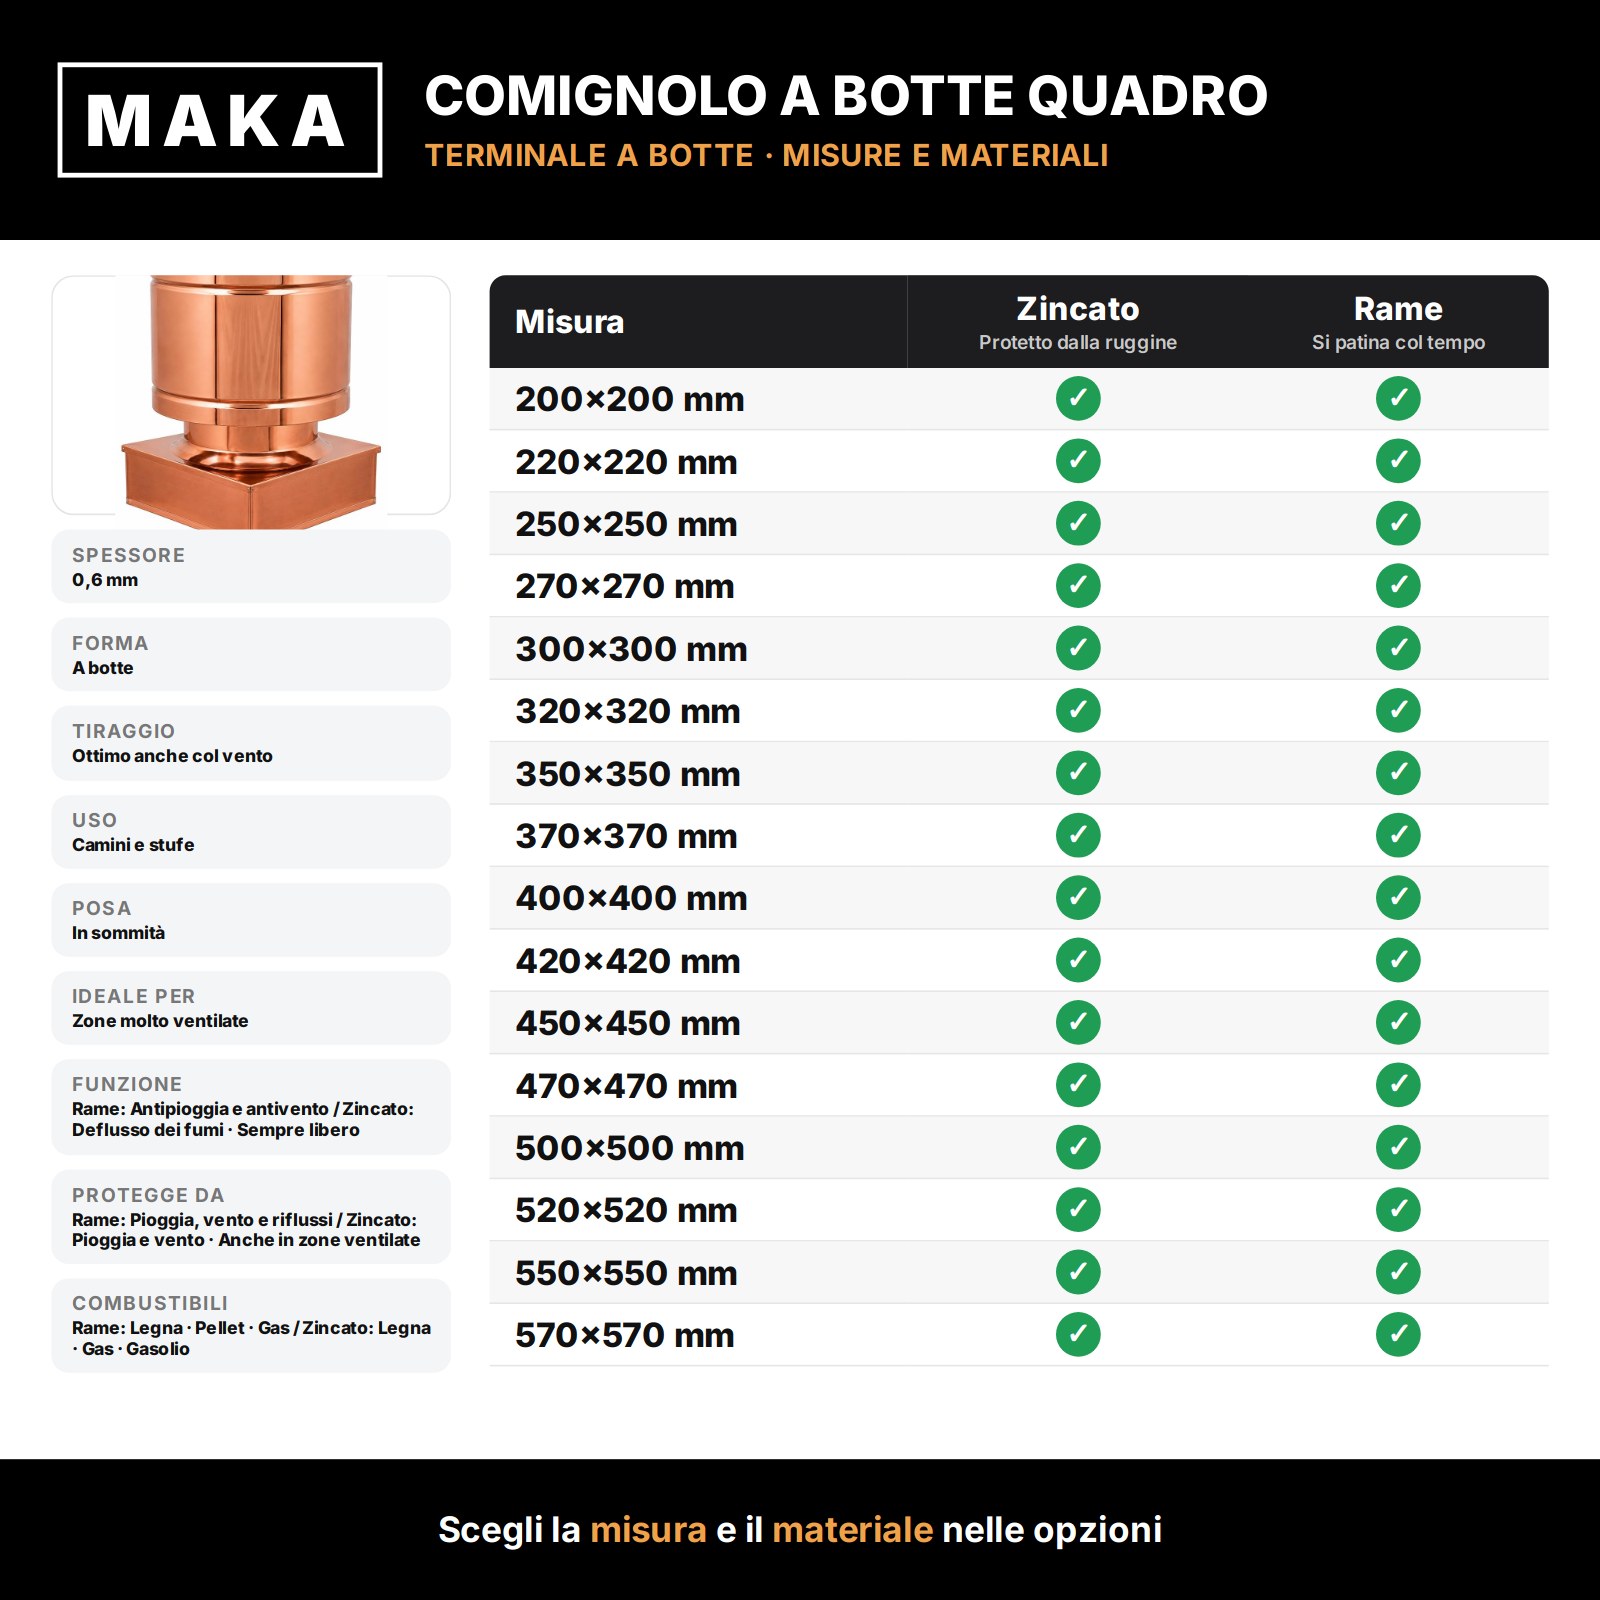 MAKA
COMIGNOLO A BOTTE QUADRO
TERMINALE A BOTTE · MISURE E MATERIALI
SPESSORE
0,6 mm
FORMA
A botte
TIRAGGIO
Ottimo anche col vento
USO
Camini e stufe
POSA
In sommità
IDEALE PER
Zone molto ventilate
FUNZIONE
Rame: Antipioggia e antivento / Zincato:
Deflusso dei fumi · Sempre libero
PROTEGGE DA
Rame: Pioggia, vento e riflussi / Zincato:
Pioggia e vento · Anche in zone ventilate
COMBUSTIBILI
Rame: Legna · Pellet · Gas / Zincato: Legna
· Gas · Gasolio
Misura Zincato Rame
Protetto dalla ruggine Si patina col tempo
200×200 mm ✓ ✓
220×220 mm ✓ ✓
250×250 mm ✓ ✓
270×270 mm ✓ ✓
300×300 mm ✓ ✓
320×320 mm ✓ ✓
350×350 mm ✓ ✓
370×370 mm ✓ ✓
400×400 mm ✓ ✓
420×420 mm ✓ ✓
450×450 mm ✓ ✓
470×470 mm ✓ ✓
500×500 mm ✓ ✓
520×520 mm ✓ ✓
550×550 mm ✓ ✓
570×570 mm ✓ ✓
Scegli la misura e il materiale nelle opzioni